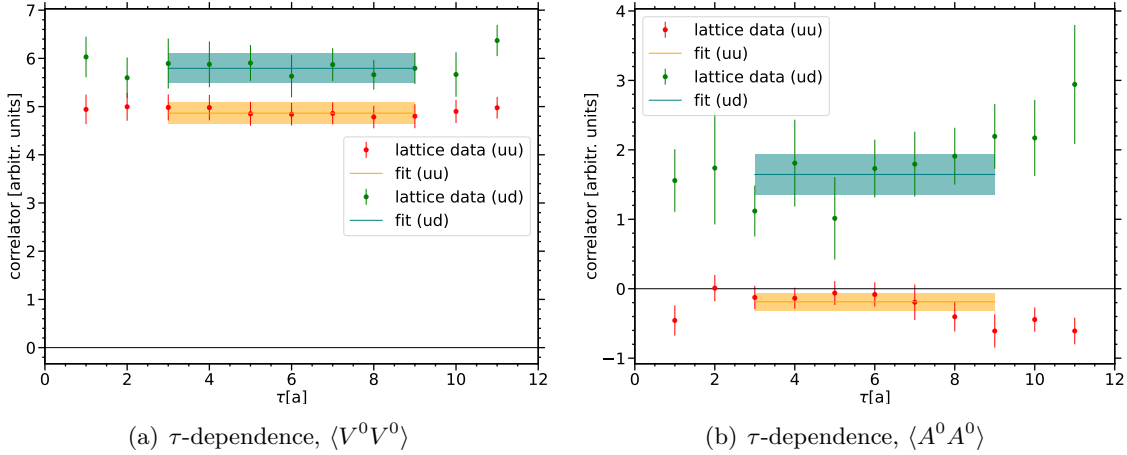 7
6
5
4
3
2
1
0
correlator [arbitr. units]
lattice data (uu)
fit (uu)
lattice data (ud)
fit (ud)
0 2 4 6 8 10 12
τ[a]
(a) τ-dependence, ⟨V⁰V⁰⟩
4
3
2
1
0
−1
correlator [arbitr. units]
lattice data (uu)
fit (uu)
lattice data (ud)
fit (ud)
0 2 4 6 8 10 12
τ[a]
(b) τ-dependence, ⟨A⁰A⁰⟩